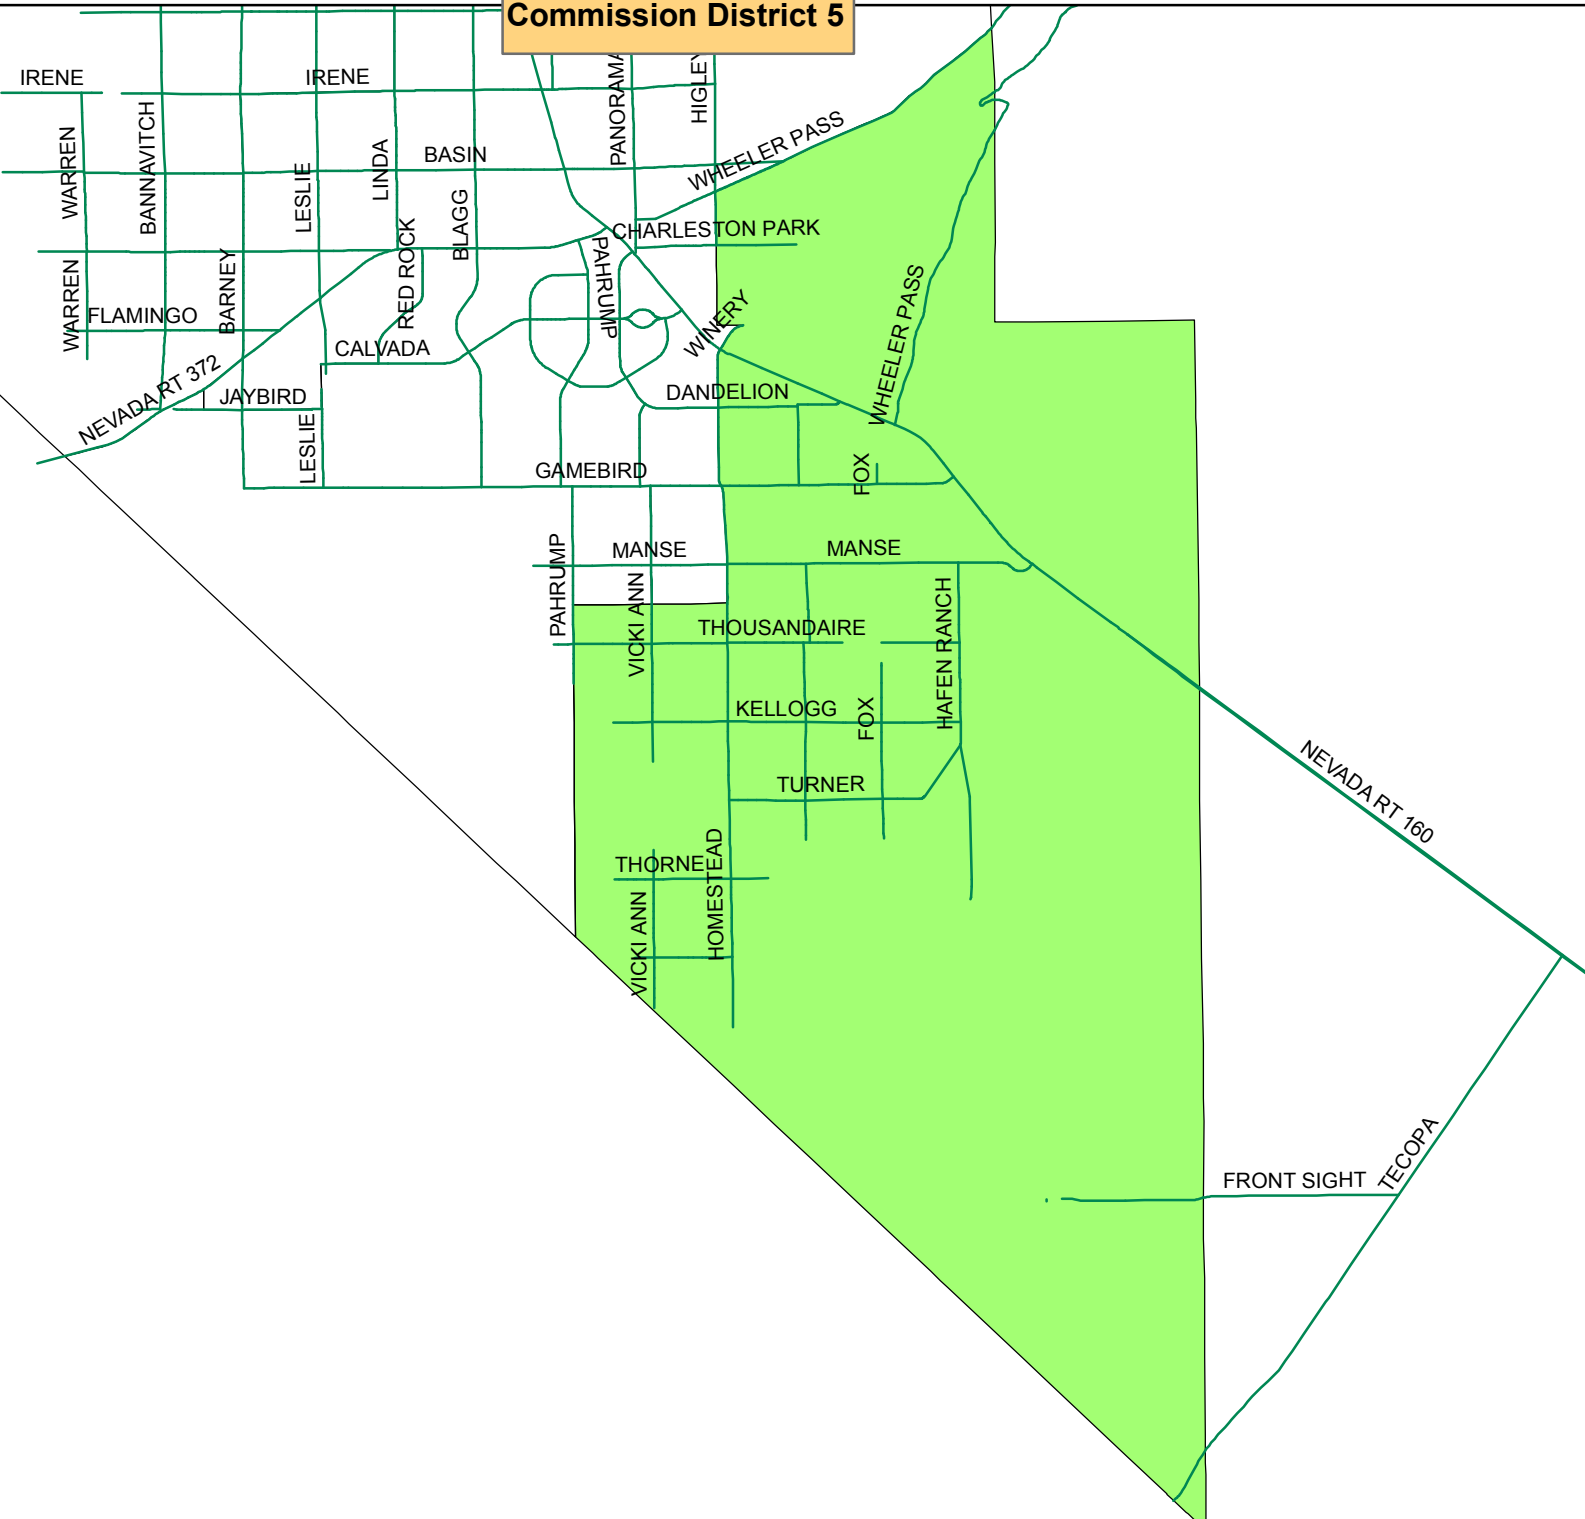 Commission District 5
IRENE
IRENE
PANORAMA
HIGLEY
WARREN
BANNAVITCH
LESLIE
LINDA
BASIN
WHEELER PASS
BLAGG
CHARLESTON PARK
WARREN
BARNEY
RED ROCK
PAHRUMP
FLAMINGO
WINERY
WHEELER PASS
CALVADA
NEVADA RT 372
JAYBIRD
DANDELION
LESLIE
GAMEBIRD
FOX
PAHRUMP
MANSE
MANSE
VICKI ANN
THOUSANDAIRE
HAFEN RANCH
KELLOGG
FOX
TURNER
NEVADA RT 160
THORNE
HOMESTEAD
VICKI ANN
FRONT SIGHT
TECOPA